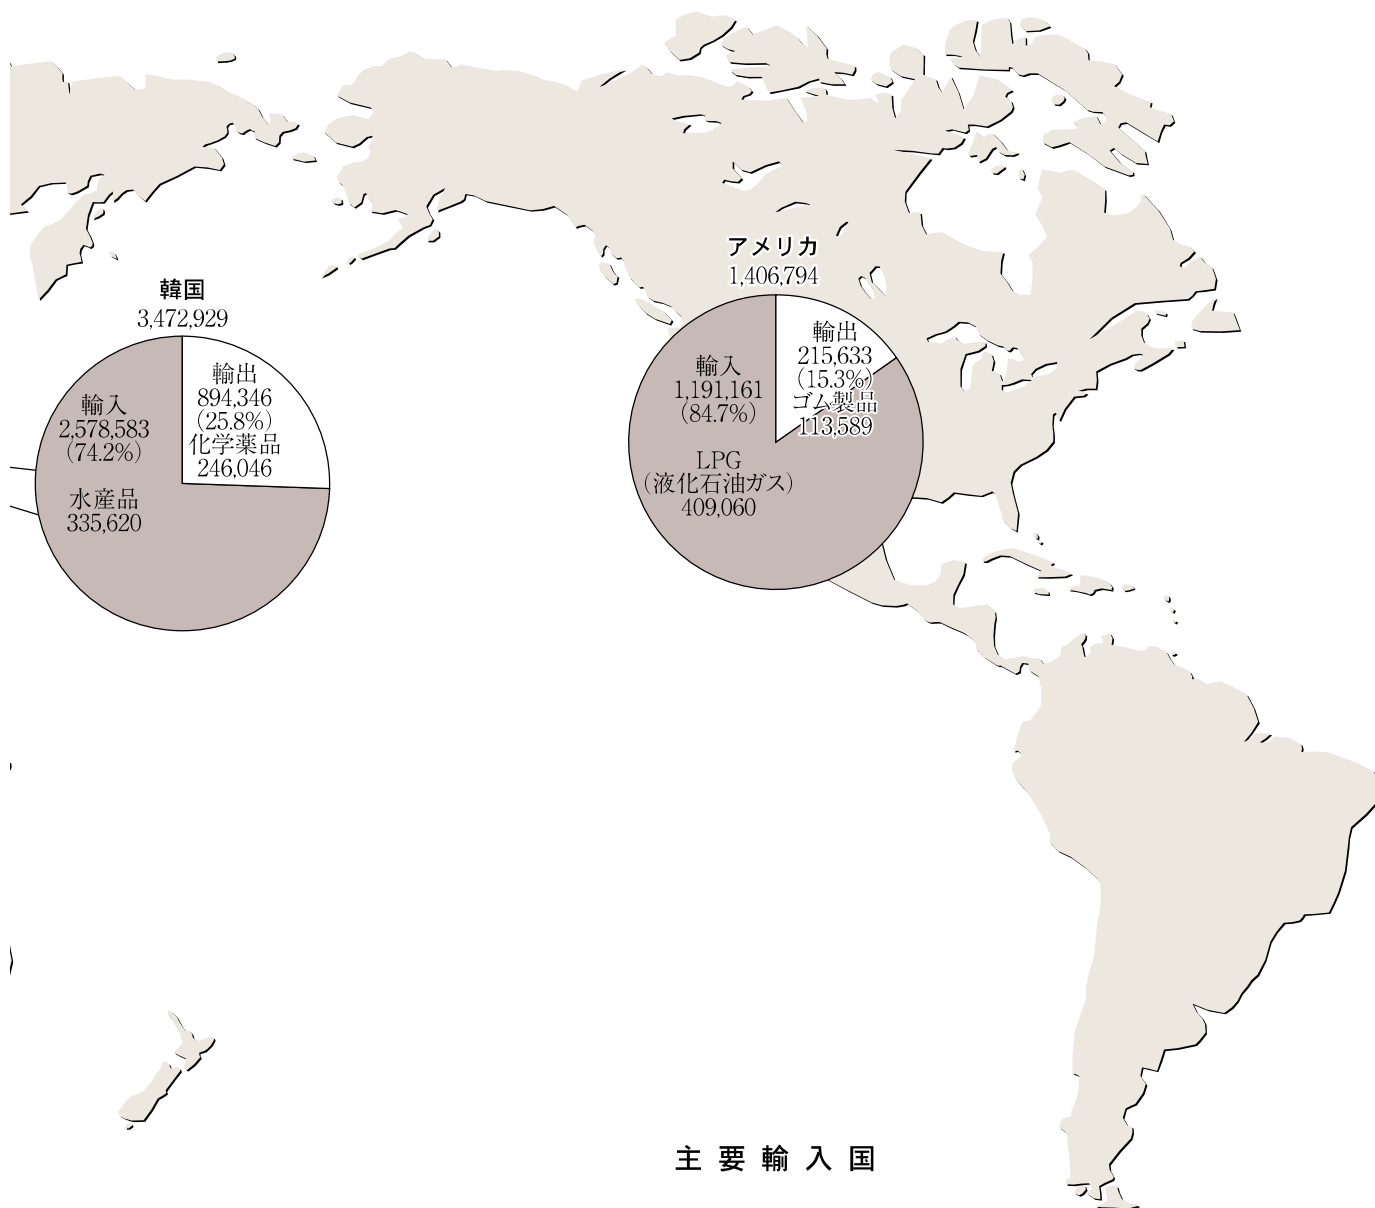 アメリカ
1,406,794
輸出
215,633
(15.3%)
ゴム製品
113,589
輸入
1,191,161
(84.7%)
LPG
(液化石油ガス)
409,060
韓国
3,472,929
輸出
894,346
(25.8%)
化学薬品
246,046
輸入
2,578,583
(74.2%)
水産品
335,620
主要輸入国